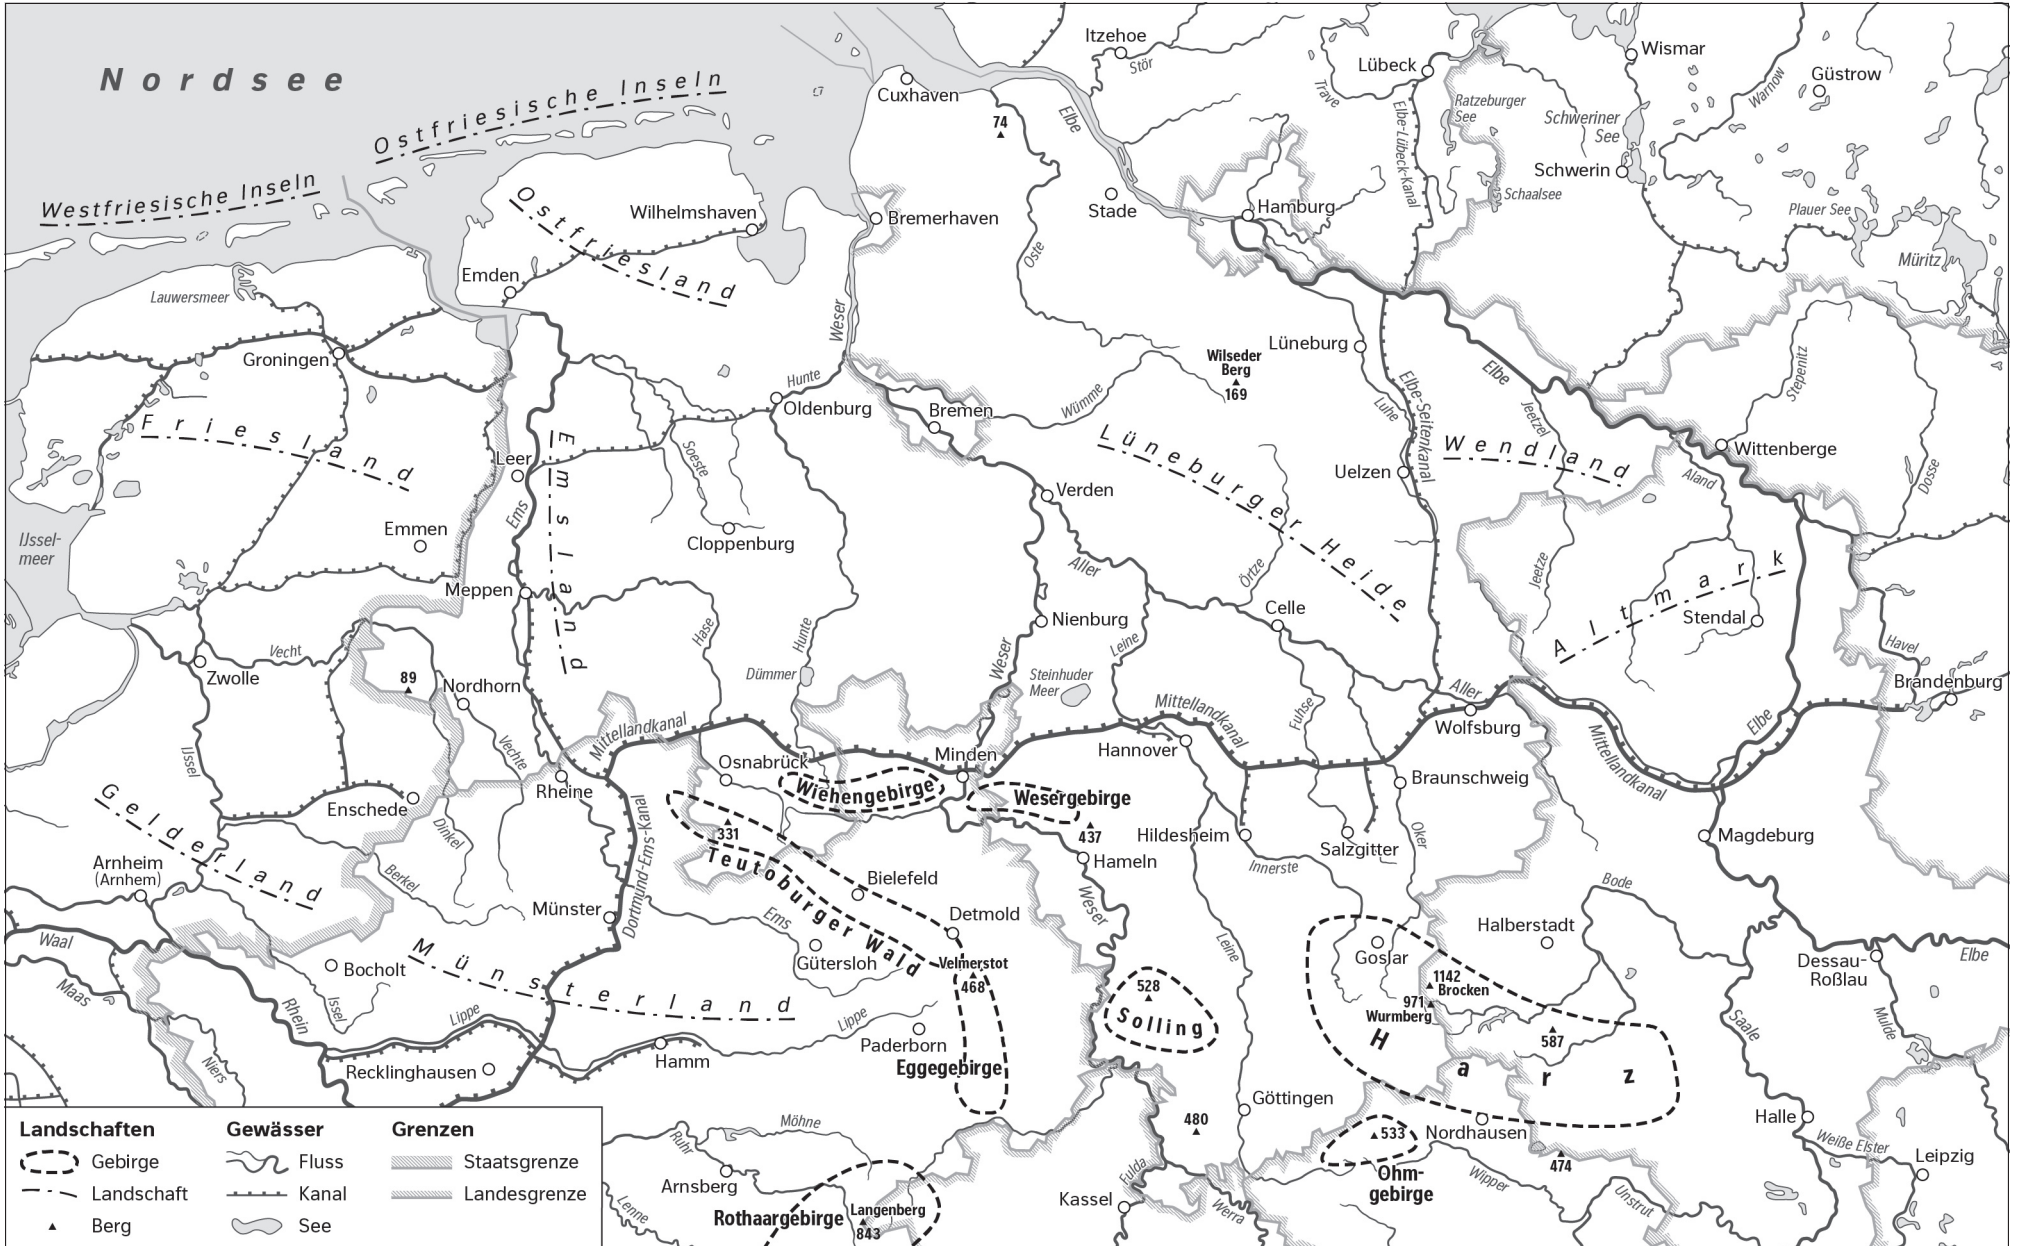 Nordsee
Ostfriesische Inseln
Westfriesische Inseln
Ostfriesland
Itzehoe
Stör
Lübeck
Trave
Wismar
Güstrow
Warnow
Cuxhaven
74
Elbe
Ratzeburger
See
Elbe-Lübeck-Kanal
Schweriner
See
Schwerin
Schaalsee
Stade
Hamburg
Plauer See
Müritz
Wilhelmshaven
Bremerhaven
Oste
Emden
Lauwersmeer
Groningen
Weser
Hunte
Oldenburg
Bremen
Wümme
Wilseder
Berg
169
Lüneburg
Luhe
Elbe-Seitenkanal
Elbe
Jeetzel
Stepenitz
Wittenberge
Friesland
Emsland
Leer
Ems
Soeste
Cloppenburg
Verden
Lüneburger Heide
Uelzen
Wendland
Aland
Dosse
IJssel-
meer
Emmen
Meppen
Aller
Örtze
Celle
Jeetze
Altmark
Stendal
Havel
Brandenburg
Vecht
Zwolle
89
Nordhorn
Vechte
Hase
Hunte
Dümmer
Nienburg
Weser
Leine
Steinhuder
Meer
Mittellandkanal
Fuhse
Aller
Wolfsburg
Mittellandkanal
Elbe
IJssel
Enschede
Rheine
Mittellandkanal
Osnabrück
Minden
Hannover
Wiehengebirge
Wesergebirge
437
Hameln
Hildesheim
Innerste
Salzgitter
Braunschweig
Oker
Magdeburg
Gelderland
Arnheim
(Arnhem)
Dinkel
Berkel
Münster
Dortmund-Ems-Kanal
331
Teutoburger Wald
Bielefeld
Ems
Gütersloh
Detmold
Velmerstot
468
Weser
Leine
Goslar
Halberstadt
Bode
1142
Brocken
971
Wurmberg
587
Harz
Saale
Dessau-
Roßlau
Elbe
Mulde
Waal
Maas
Bocholt
Issel
Rhein
Niers
Münsterland
Lippe
Lippe
Recklinghausen
Hamm
Paderborn
Eggegebirge
528
Solling
480
Göttingen
533
Ohm-
gebirge
Nordhausen
474
Wipper
Unstrut
Halle
Weiße Elster
Leipzig
Möhne
Ruhr
Arnsberg
Lenne
Rothaargebirge
Langenberg
843
Kassel
Fulda
Werra
Landschaften
Gebirge
Landschaft
Berg
Gewässer
Fluss
Kanal
See
Grenzen
Staatsgrenze
Landesgrenze